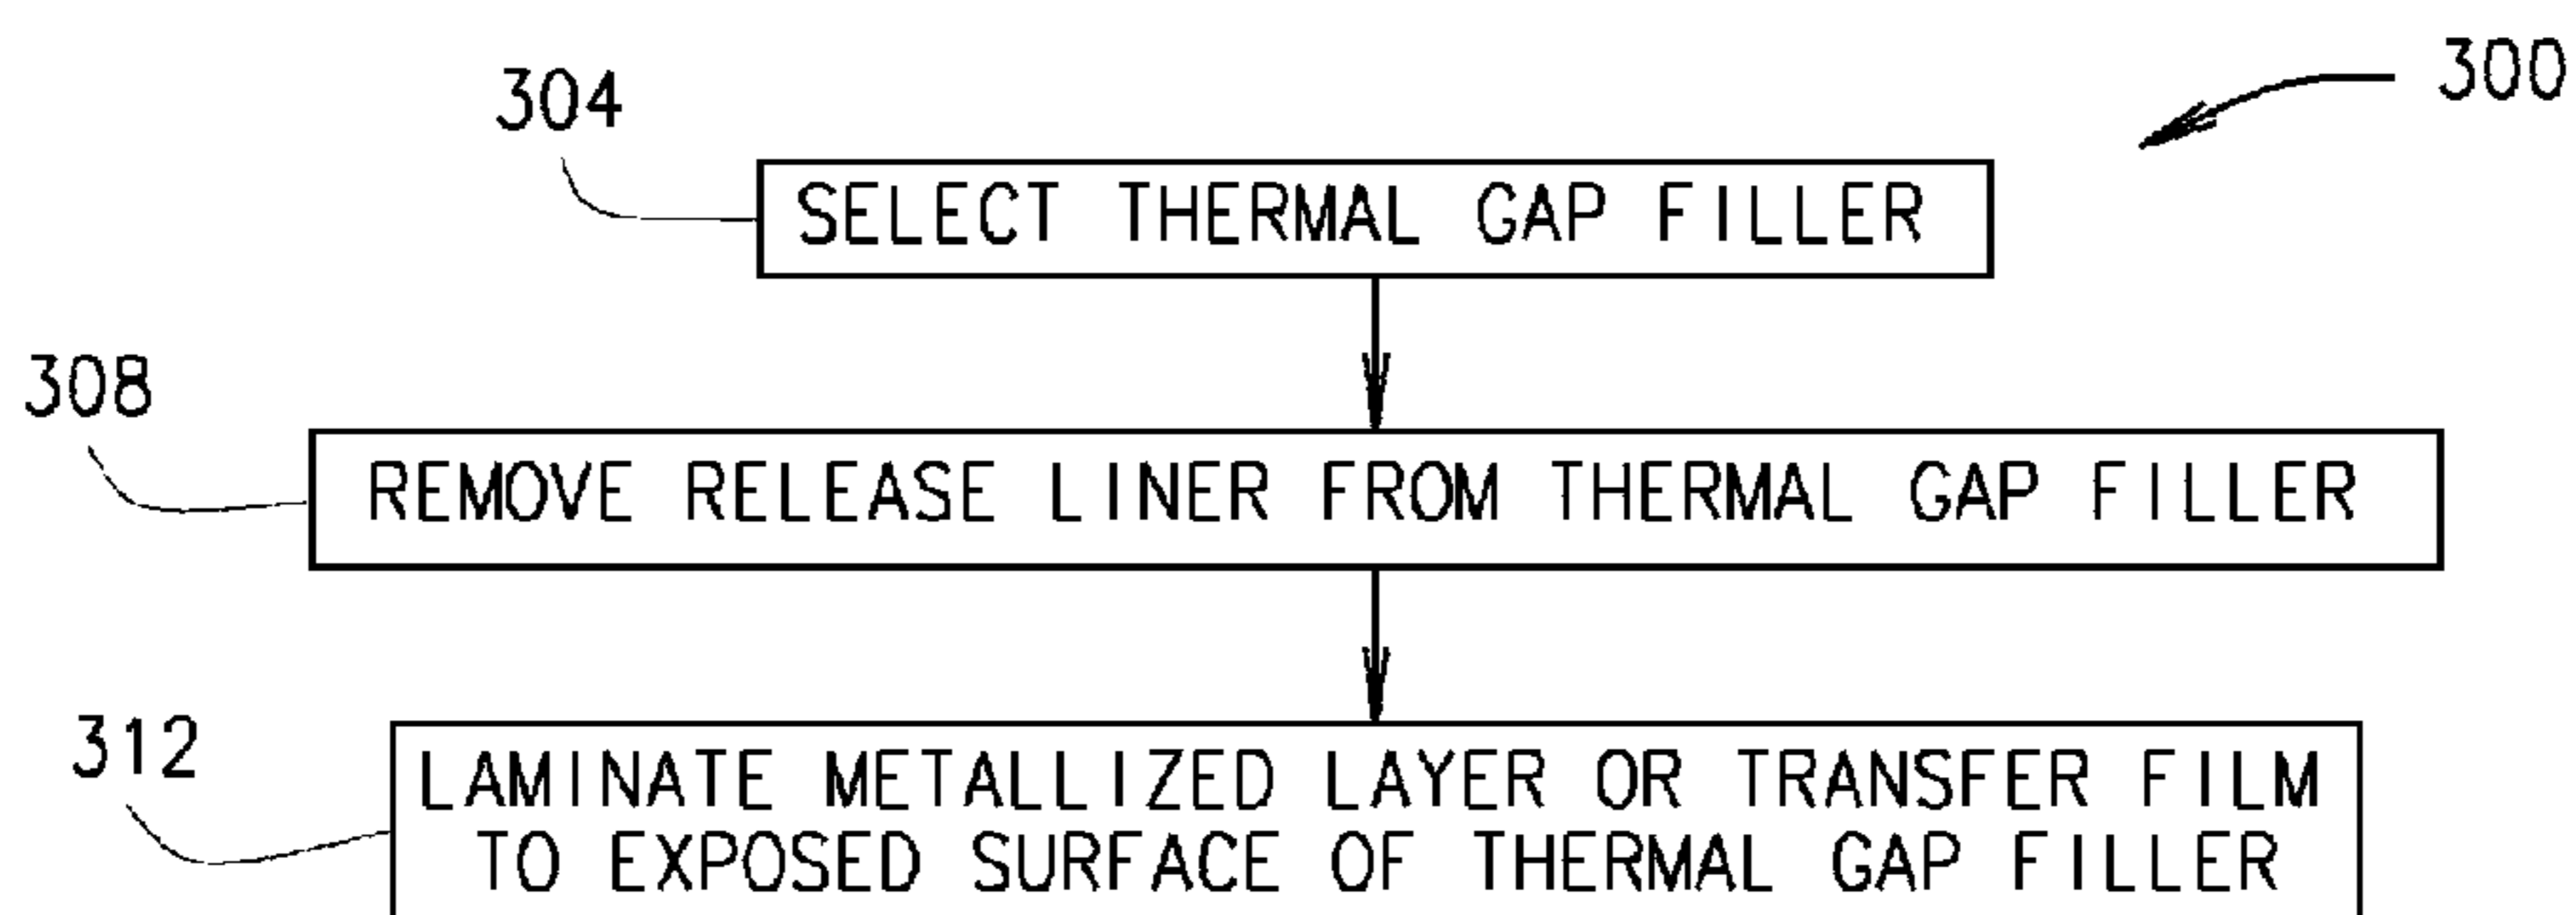 300
304
SELECT THERMAL GAP FILLER
308
REMOVE RELEASE LINER FROM THERMAL GAP FILLER
312
LAMINATE METALLIZED LAYER OR TRANSFER FILM
TO EXPOSED SURFACE OF THERMAL GAP FILLER